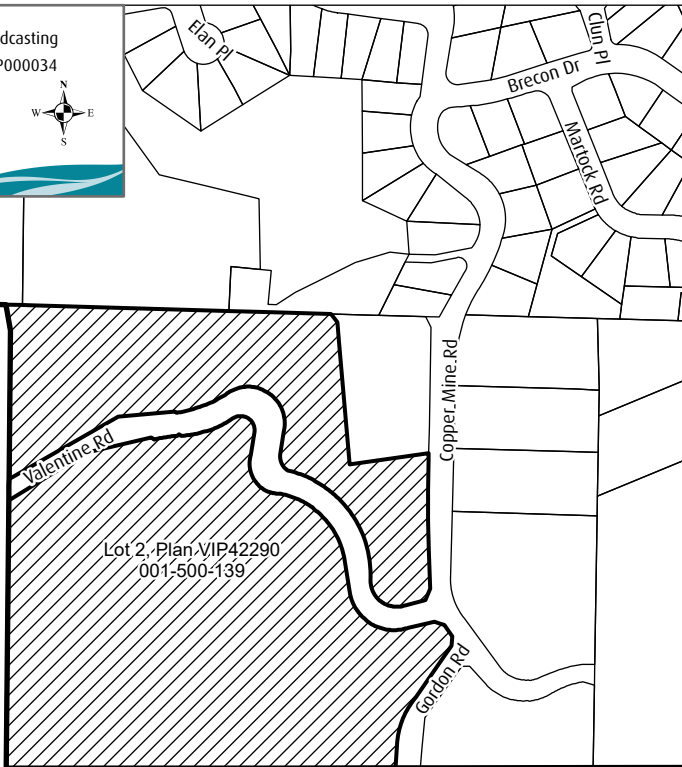 dcasting
P000034
N
W E
S
Elan Pl
Clun Pl
Brecon Dr
Martock Rd
Copper Mine Rd
Valentine Rd
Lot 2, Plan VIP42290
001-500-139
Gordon Rd